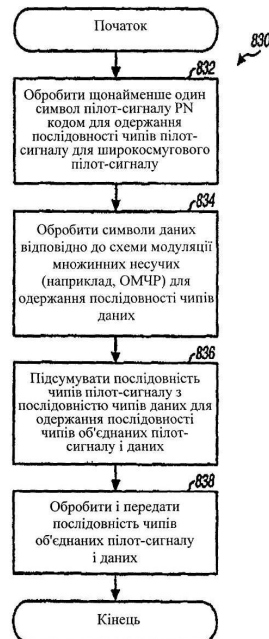 Початок
830
832
Обробити щонайменше один
символ пілот-сигналу PN
кодом для одержання
послідовності чипів пілот-
сигналу для широкосмугового
пілот-сигналу
834
Обробити символи даних
відповідно до схеми модуляції
множинних несучих
(наприклад, ОМЧР) для
одержання послідовності чипів
даних
836
Підсумувати послідовність
чипів пілот-сигналу з
послідовністю чипів даних для
одержання послідовності
чипів об'єднаних пілот-
сигналу і даних
838
Обробити і передати
послідовність чипів
об'єднаних пілот-сигналу
і даних
Кінець